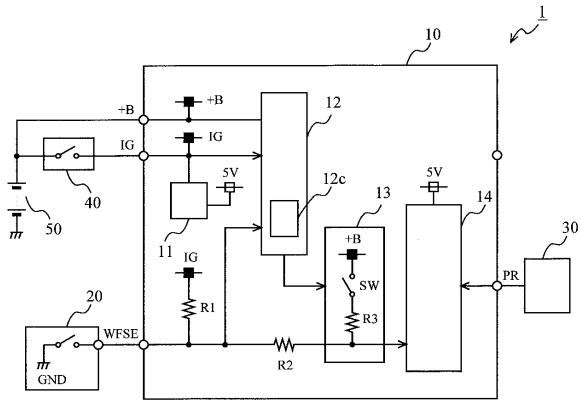 1
10
+B
+B
12
IG
IG
40
50
5V
11
12c
13
5V
14
30
IG
+B
SW
PR
R1
R3
20
WFSE
R2
GND